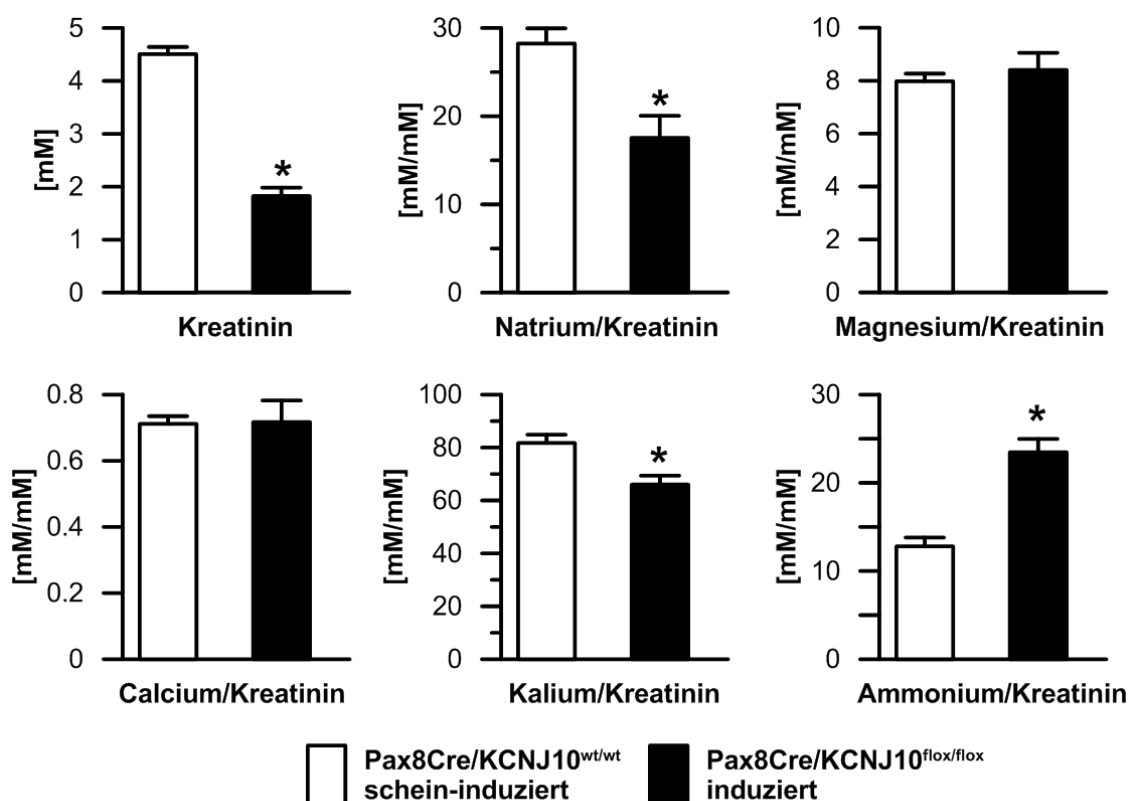 5
4
3
2
1
0
[mM]
*
Kreatinin
30
20
10
0
[mM/mM]
*
Natrium/Kreatinin
10
8
6
4
2
0
[mM/mM]
Magnesium/Kreatinin
0.8
0.6
0.4
0.2
0
[mM/mM]
Calcium/Kreatinin
100
80
60
40
20
0
[mM/mM]
*
Kalium/Kreatinin
30
20
10
0
[mM/mM]
*
Ammonium/Kreatinin
Pax8Cre/KCNJ10wt/wt
schein-induziert
Pax8Cre/KCNJ10flox/flox
induziert